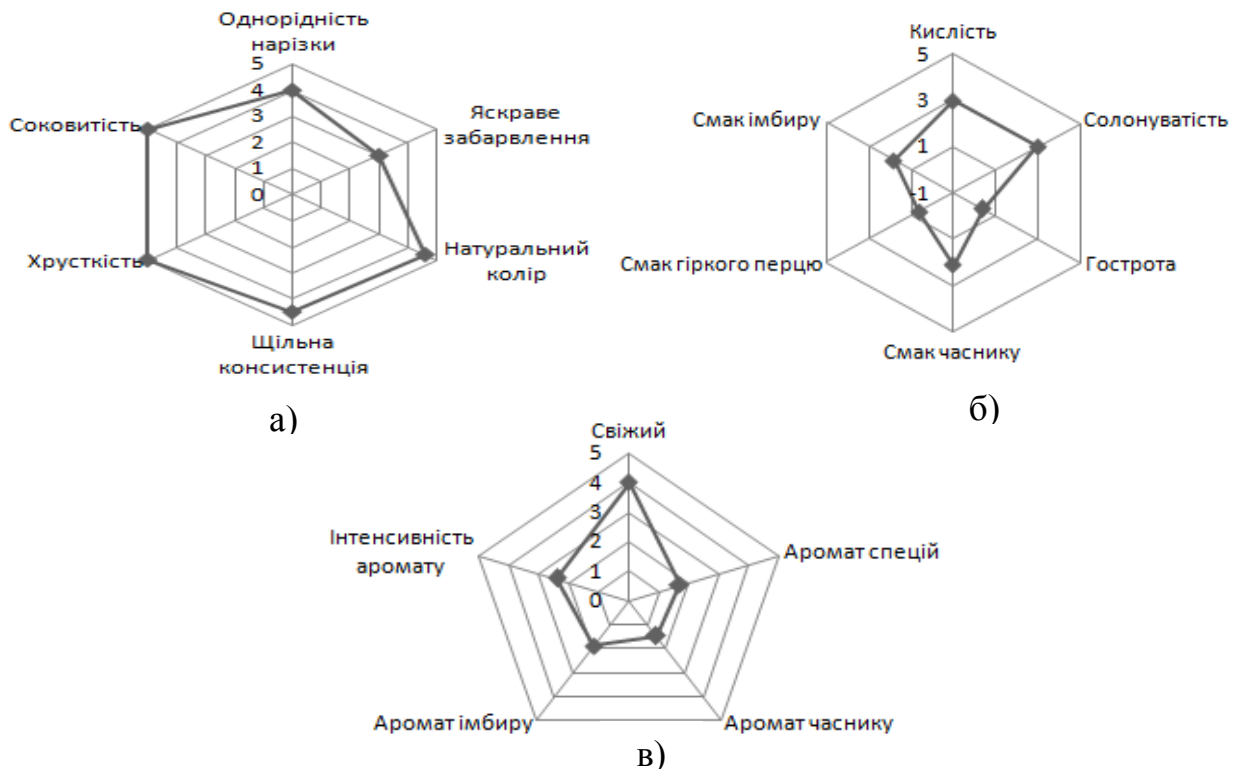 Однорідність
нарізки
5
4
3
2
1
0
Яскраве
забарвлення
Натуральний
колір
Щільна
консистенція
Хрусткість
Соковитість
а)
Кислість
5
3
1
-1
Солонуватість
Гострота
Смак часнику
Смак гіркого перцю
Смак імбиру
б)
Свіжий
5
4
3
2
1
0
Аромат спецій
Аромат часнику
Аромат імбиру
Інтенсивність
аромату
в)